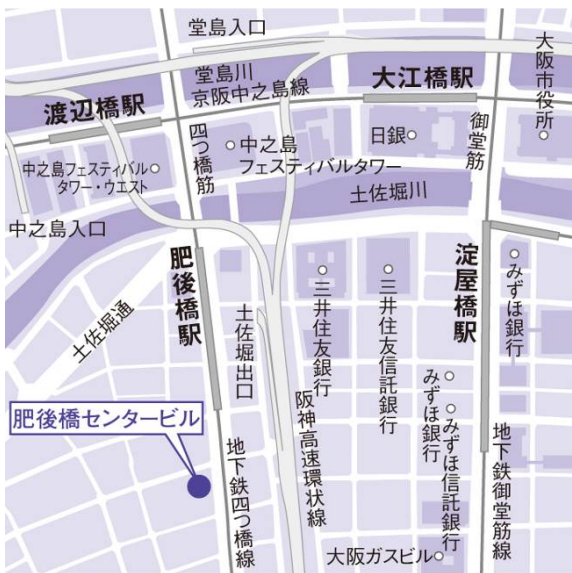 堂島入口
堂島川
京阪中之島線
大江橋駅
大阪市役所
渡辺橋駅
四つ橋筋
中之島
フェスティバルタワー
日銀
御堂筋
中之島フェスティバル
タワー・ウエスト
土佐堀川
中之島入口
肥後橋駅
淀屋橋駅
みずほ銀行
土佐堀通
土佐堀出口
三井住友銀行
三井住友信託銀行
みずほ銀行
みずほ信託銀行
阪神高速環状線
肥後橋センタービル
地下鉄四つ橋線
地下鉄御堂筋線
大阪ガスビル